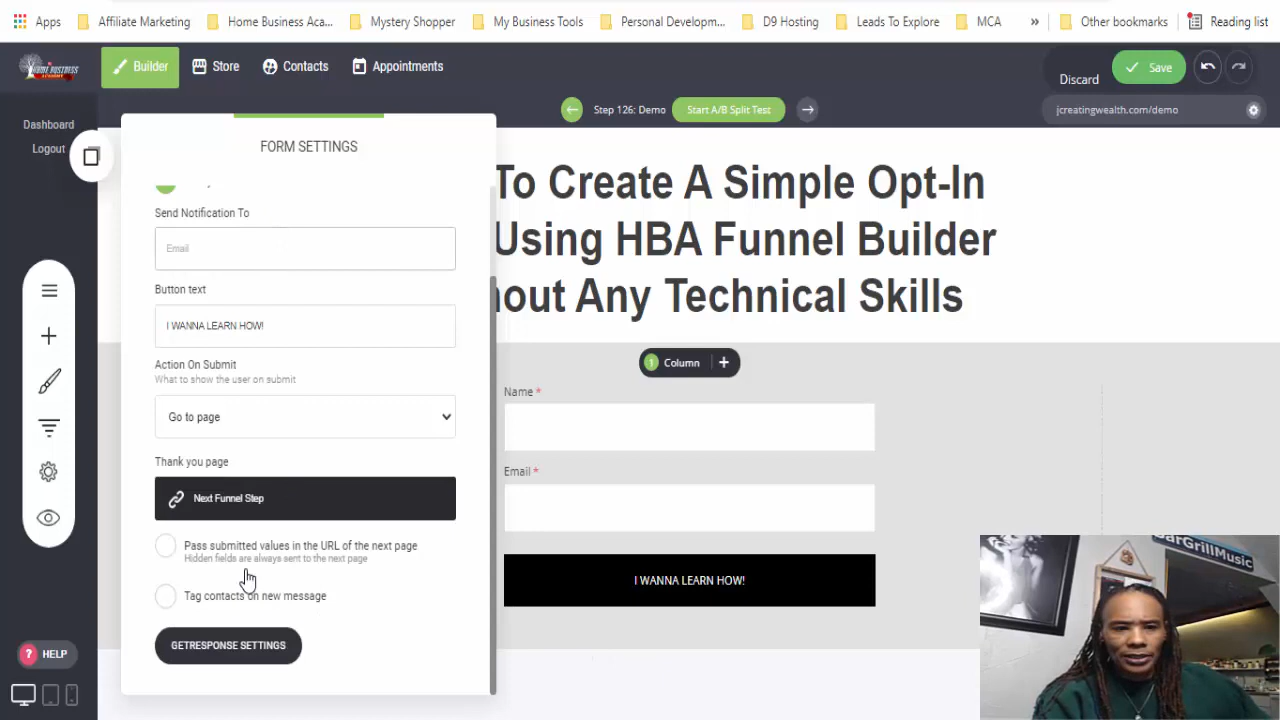 Apps
Affiliate Marketing
Home Business Aca...
Mystery Shopper
My Business Tools
Personal Developm...
D9 Hosting
Leads To Explore
MCA
»
Other bookmarks
Reading list
Builder
Store
Contacts
Appointments
Discard
Save
Step 126: Demo
Start A/B Split Test
jcreatingwealth.com/demo
Dashboard
Logout
FORM SETTINGS
Send Notification To
Email
Button text
I WANNA LEARN HOW!
Action On Submit
What to show the user on submit
Go to page
Thank you page
Next Funnel Step
Pass submitted values in the URL of the next page
Hidden fields are always sent to the next page
Tag contacts on new message
GETRESPONSE SETTINGS
? HELP
To Create A Simple Opt-In
Using HBA Funnel Builder
out Any Technical Skills
1 Column +
Name *
Email *
I WANNA LEARN HOW!
BarGrillMusic